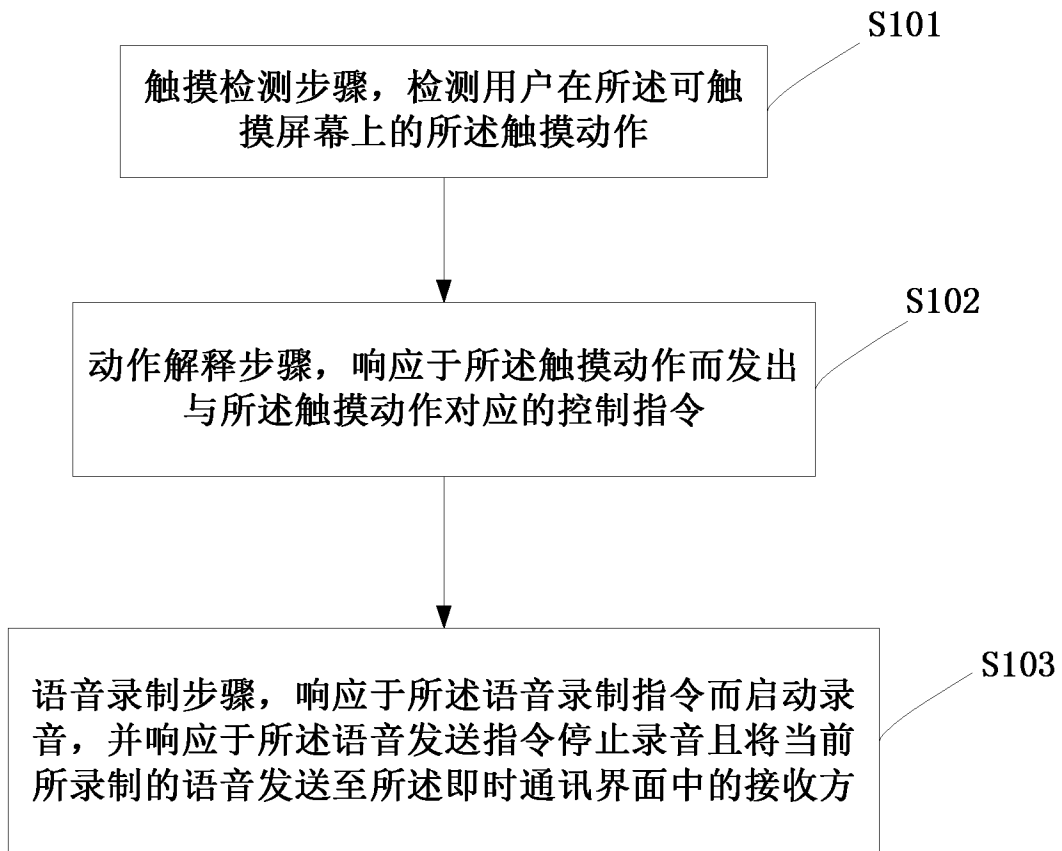 S101
触摸检测步骤，检测用户在所述可触
摸屏幕上的所述触摸动作
S102
动作解释步骤，响应于所述触摸动作而发出
与所述触摸动作对应的控制指令
S103
语音录制步骤，响应于所述语音录制指令而启动录
音，并响应于所述语音发送指令停止录音且将当前
所录制的语音发送至所述即时通讯界面中的接收方